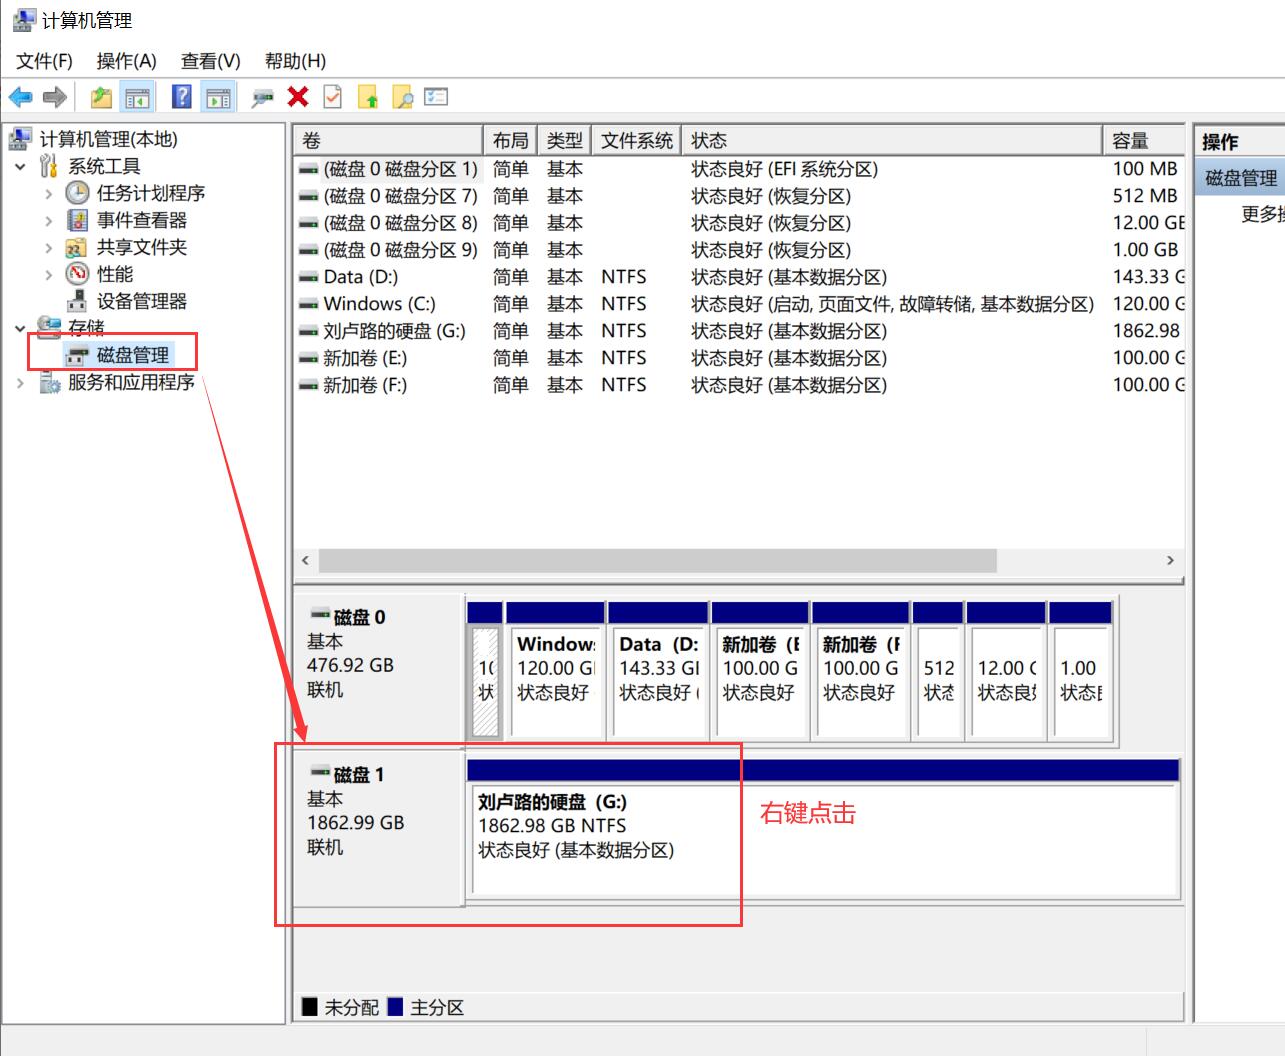 计算机管理
文件(F) 操作(A) 查看(V) 帮助(H)
计算机管理(本地)
系统工具
任务计划程序
事件查看器
共享文件夹
性能
设备管理器
存储
磁盘管理
服务和应用程序
卷 布局 类型 文件系统 状态 容量
(磁盘 0 磁盘分区 1) 简单 基本 状态良好 (EFI 系统分区) 100 MB
(磁盘 0 磁盘分区 7) 简单 基本 状态良好 (恢复分区) 512 MB
(磁盘 0 磁盘分区 8) 简单 基本 状态良好 (恢复分区) 12.00 GB
(磁盘 0 磁盘分区 9) 简单 基本 状态良好 (恢复分区) 1.00 GB
Data (D:) 简单 基本 NTFS 状态良好 (基本数据分区) 143.33 G
Windows (C:) 简单 基本 NTFS 状态良好 (启动, 页面文件, 故障转储, 基本数据分区) 120.00 G
刘卢路的硬盘 (G:) 简单 基本 NTFS 状态良好 (基本数据分区) 1862.98
新加卷 (E:) 简单 基本 NTFS 状态良好 (基本数据分区) 100.00 G
新加卷 (F:) 简单 基本 NTFS 状态良好 (基本数据分区) 100.00 G
操作
磁盘管理
更多操
磁盘 0
基本
476.92 GB
联机
10
状
Windows
120.00 GI
状态良好
Data (D:
143.33 GI
状态良好 (
新加卷 (E
100.00 G
状态良好
新加卷 (F
100.00 G
状态良好
512
状态
12.00 G
状态良
1.00
状态良
磁盘 1
基本
1862.99 GB
联机
刘卢路的硬盘 (G:)
1862.98 GB NTFS
状态良好 (基本数据分区)
右键点击
未分配 主分区